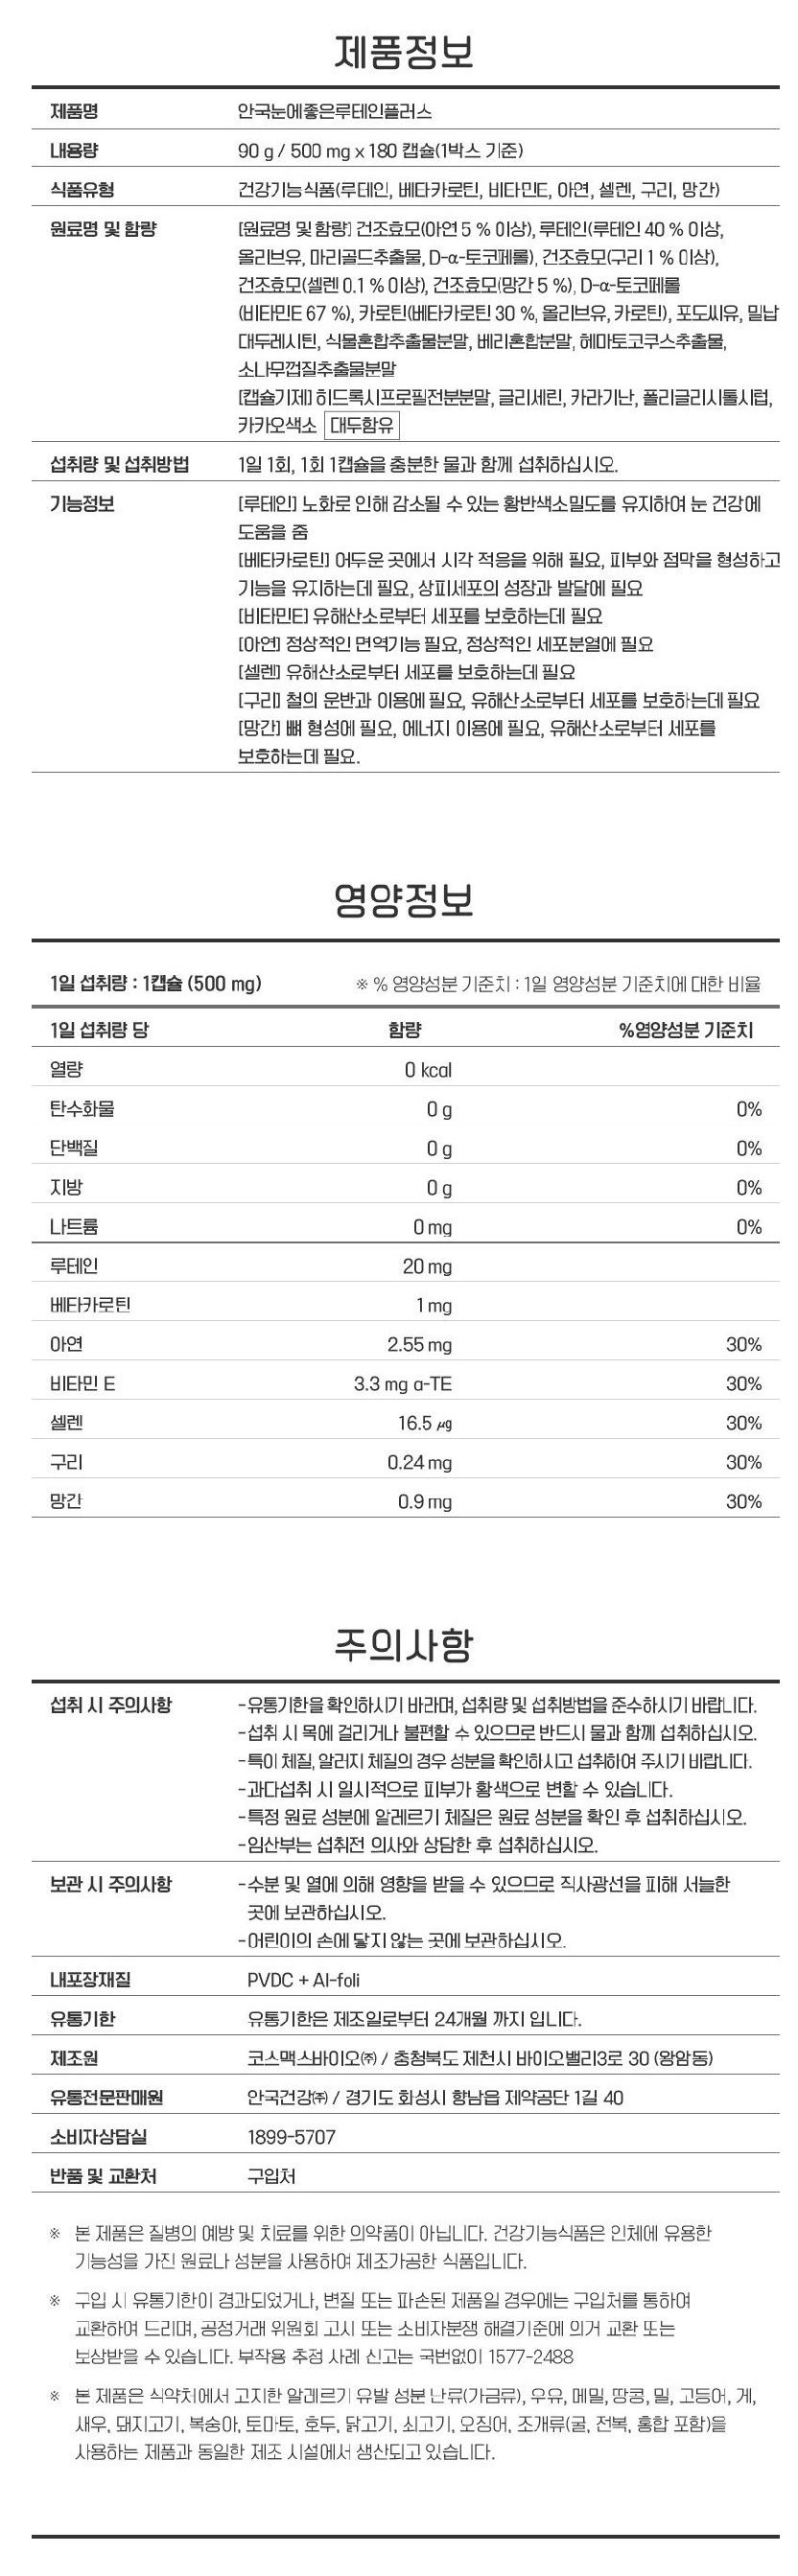 제품정보
제품명 안국눈에좋은루테인플러스
내용량 90 g / 500 mg x 180 캡슐(1박스 기준)
식품유형 건강기능식품(루테인, 베타카로틴, 비타민E, 아연, 셀렌, 구리, 망간)
원료명 및 함량 [원료명 및 함량] 건조효모(아연 5 % 이상), 루테인(루테인 40 % 이상,
올리브유, 마리골드추출물, D-α-토코페롤), 건조효모(구리 1 % 이상),
건조효모(셀렌 0.1 % 이상), 건조효모(망간 5 %), D-α-토코페롤
(비타민E 67 %), 카로틴(베타카로틴 30 %, 올리브유, 카로틴), 포도씨유, 밀납
대두레시틴, 식물혼합추출물분말, 베리혼합분말, 헤마토코쿠스추출물,
소나무껍질추출물분말
[캡슐기제] 히드록시프로필전분분말, 글리세린, 카라기난, 폴리글리시톨시럽,
카카오색소 대두함유
섭취량 및 섭취방법 1일 1회, 1회 1캡슐을 충분한 물과 함께 섭취하십시오.
기능정보 [루테인] 노화로 인해 감소될 수 있는 황반색소밀도를 유지하여 눈 건강에
도움을 줌
[베타카로틴] 어두운 곳에서 시각 적응을 위해 필요, 피부와 점막을 형성하고
기능을 유지하는데 필요, 상피세포의 성장과 발달에 필요
[비타민E] 유해산소로부터 세포를 보호하는데 필요
[아연] 정상적인 면역기능 필요, 정상적인 세포분열에 필요
[셀렌] 유해산소로부터 세포를 보호하는데 필요
[구리] 철의 운반과 이용에 필요, 유해산소로부터 세포를 보호하는데 필요
[망간] 뼈 형성에 필요, 에너지 이용에 필요, 유해산소로부터 세포를
보호하는데 필요.
영양정보
1일 섭취량 : 1캡슐 (500 mg) ※ % 영양성분 기준치 : 1일 영양성분 기준치에 대한 비율
1일 섭취량 당 함량 %영양성분 기준치
열량 0 kcal
탄수화물 0 g 0%
단백질 0 g 0%
지방 0 g 0%
나트륨 0 mg 0%
루테인 20 mg
베타카로틴 1 mg
아연 2.55 mg 30%
비타민 E 3.3 mg α-TE 30%
셀렌 16.5 ㎍ 30%
구리 0.24 mg 30%
망간 0.9 mg 30%
주의사항
섭취 시 주의사항 -유통기한을 확인하시기 바라며, 섭취량 및 섭취방법을 준수하시기 바랍니다.
-섭취 시 목에 걸리거나 불편할 수 있으므로 반드시 물과 함께 섭취하십시오.
-특이 체질, 알러지 체질의 경우 성분을 확인하시고 섭취하여 주시기 바랍니다.
-과다섭취 시 일시적으로 피부가 황색으로 변할 수 있습니다.
-특정 원료 성분에 알레르기 체질은 원료 성분을 확인 후 섭취하십시오.
-임산부는 섭취전 의사와 상담한 후 섭취하십시오.
보관 시 주의사항 -수분 및 열에 의해 영향을 받을 수 있으므로 직사광선을 피해 서늘한
곳에 보관하십시오.
-어린이의 손에 닿지 않는 곳에 보관하십시오.
내포장재질 PVDC + Al-foli
유통기한 유통기한은 제조일로부터 24개월 까지 입니다.
제조원 코스맥스바이오㈜ / 충청북도 제천시 바이오밸리3로 30 (왕암동)
유통전문판매원 안국건강㈜ / 경기도 화성시 향남읍 제약공단 1길 40
소비자상담실 1899-5707
반품 및 교환처 구입처
※ 본 제품은 질병의 예방 및 치료를 위한 의약품이 아닙니다. 건강기능식품은 인체에 유용한
기능성을 가진 원료나 성분을 사용하여 제조가공한 식품입니다.
※ 구입 시 유통기한이 경과되었거나, 변질 또는 파손된 제품일 경우에는 구입처를 통하여
교환하여 드리며, 공정거래 위원회 고시 또는 소비자분쟁 해결기준에 의거 교환 또는
보상받을 수 있습니다. 부작용 추정 사례 신고는 국번없이 1577-2488
※ 본 제품은 식약처에서 고지한 알레르기 유발 성분 난류(가금류), 우유, 메밀, 땅콩, 밀, 고등어, 게,
새우, 돼지고기, 복숭아, 토마토, 호두, 닭고기, 쇠고기, 오징어, 조개류(굴, 전복, 홍합 포함)을
사용하는 제품과 동일한 제조 시설에서 생산되고 있습니다.